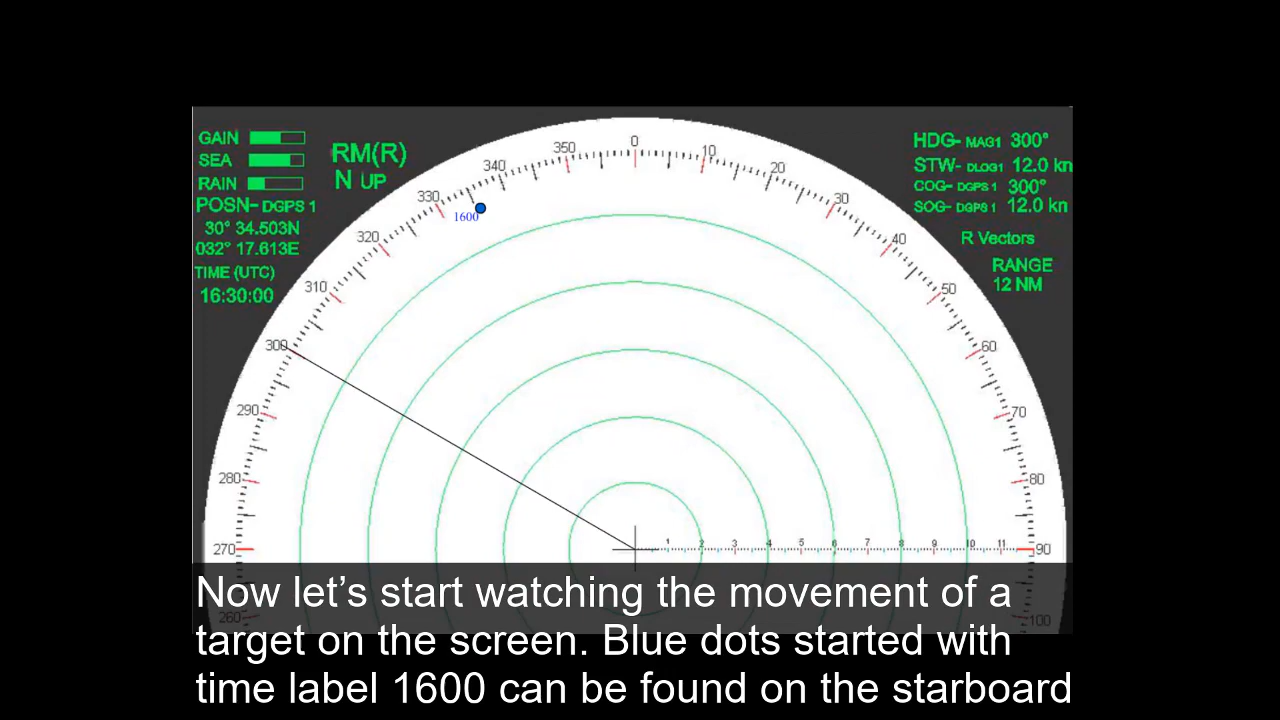 GAIN
SEA
RAIN
POSN- DGPS 1
30° 34.503N
032° 17.613E
TIME (UTC)
16:30:00
RM(R)
N UP
HDG- MAG1 300°
STW- DLOG1 12.0 kn
COG- DGPS 1 300°
SOG- DGPS 1 12.0 kn
R Vectors
RANGE
12 NM
350 0 10
340 20
330 30
1600
320 40
310 50
300 60
290 70
280 80
270 1 2 3 4 5 6 7 8 9 10 11 90
260 100
Now let’s start watching the movement of a
target on the screen. Blue dots started with
time label 1600 can be found on the starboard